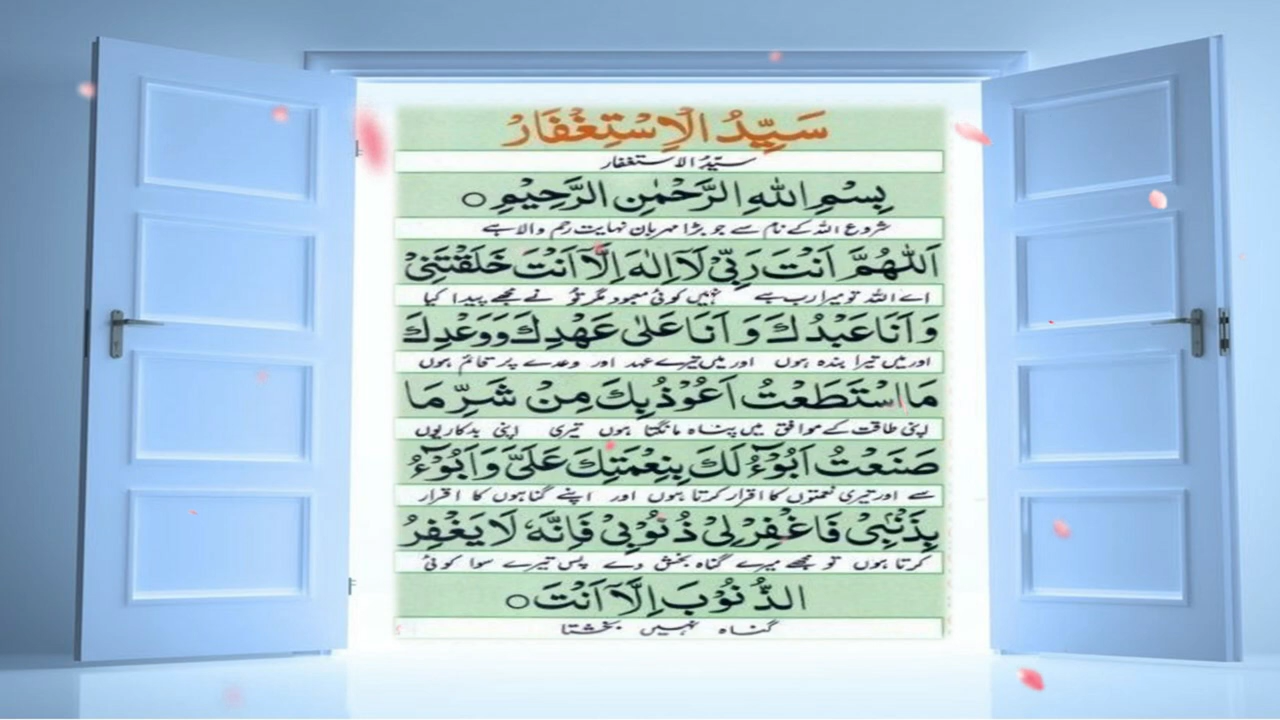 سَيِّدُ الْاِسْتِغْفَارْ
سیّدُ الاستغفار
بِسْمِ اللهِ الرَّحْمٰنِ الرَّحِيْمِ ○
شروع اللہ کے نام سے جو بڑا مہربان نہایت رحم والا ہے
اَللّٰهُمَّ اَنْتَ رَبِّيْ لَآ اِلٰهَ اِلَّآ اَنْتَ خَلَقْتَنِيْ
اے اللہ تو میرا رب ہے نہیں کوئی معبود مگر تو نے مجھے پیدا کیا
وَ اَنَا عَبْدُكَ وَ اَنَا عَلٰى عَهْدِكَ وَوَعْدِكَ
اور میں تیرا بندہ ہوں اور میں تیرے عہد اور وعدے پر قائم ہوں
مَا اسْتَطَعْتُ اَعُوْذُ بِكَ مِنْ شَرِّ مَا
اپنی طاقت کے موافق میں پناہ مانگتا ہوں تیری اپنی بدکاریوں
صَنَعْتُ اَبُوْٓءُ لَكَ بِنِعْمَتِكَ عَلَيَّ وَ اَبُوْٓءُ
سے اور تیری نعمتوں کا اقرار کرتا ہوں اور اپنے گناہوں کا اقرار
بِذَنْۢبِيْ فَاغْفِرْ لِيْ ذُنُوْبِيْ فَاِنَّهٗ لَا يَغْفِرُ
کرتا ہوں تو مجھے میرے گناہ بخش دے پس تیرے سوا کوئی
الذُّنُوْبَ اِلَّآ اَنْتَ ○
گناہ نہیں بخشتا